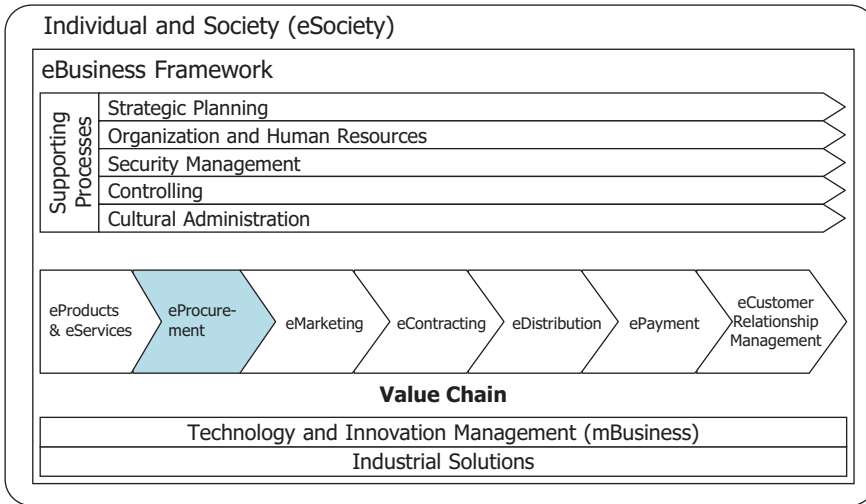 Individual and Society (eSociety)
eBusiness Framework
Supporting
Processes
Strategic Planning
Organization and Human Resources
Security Management
Controlling
Cultural Administration
eProducts
& eServices
eProcure-
ment
eMarketing
eContracting
eDistribution
ePayment
eCustomer
Relationship
Management
Value Chain
Technology and Innovation Management (mBusiness)
Industrial Solutions